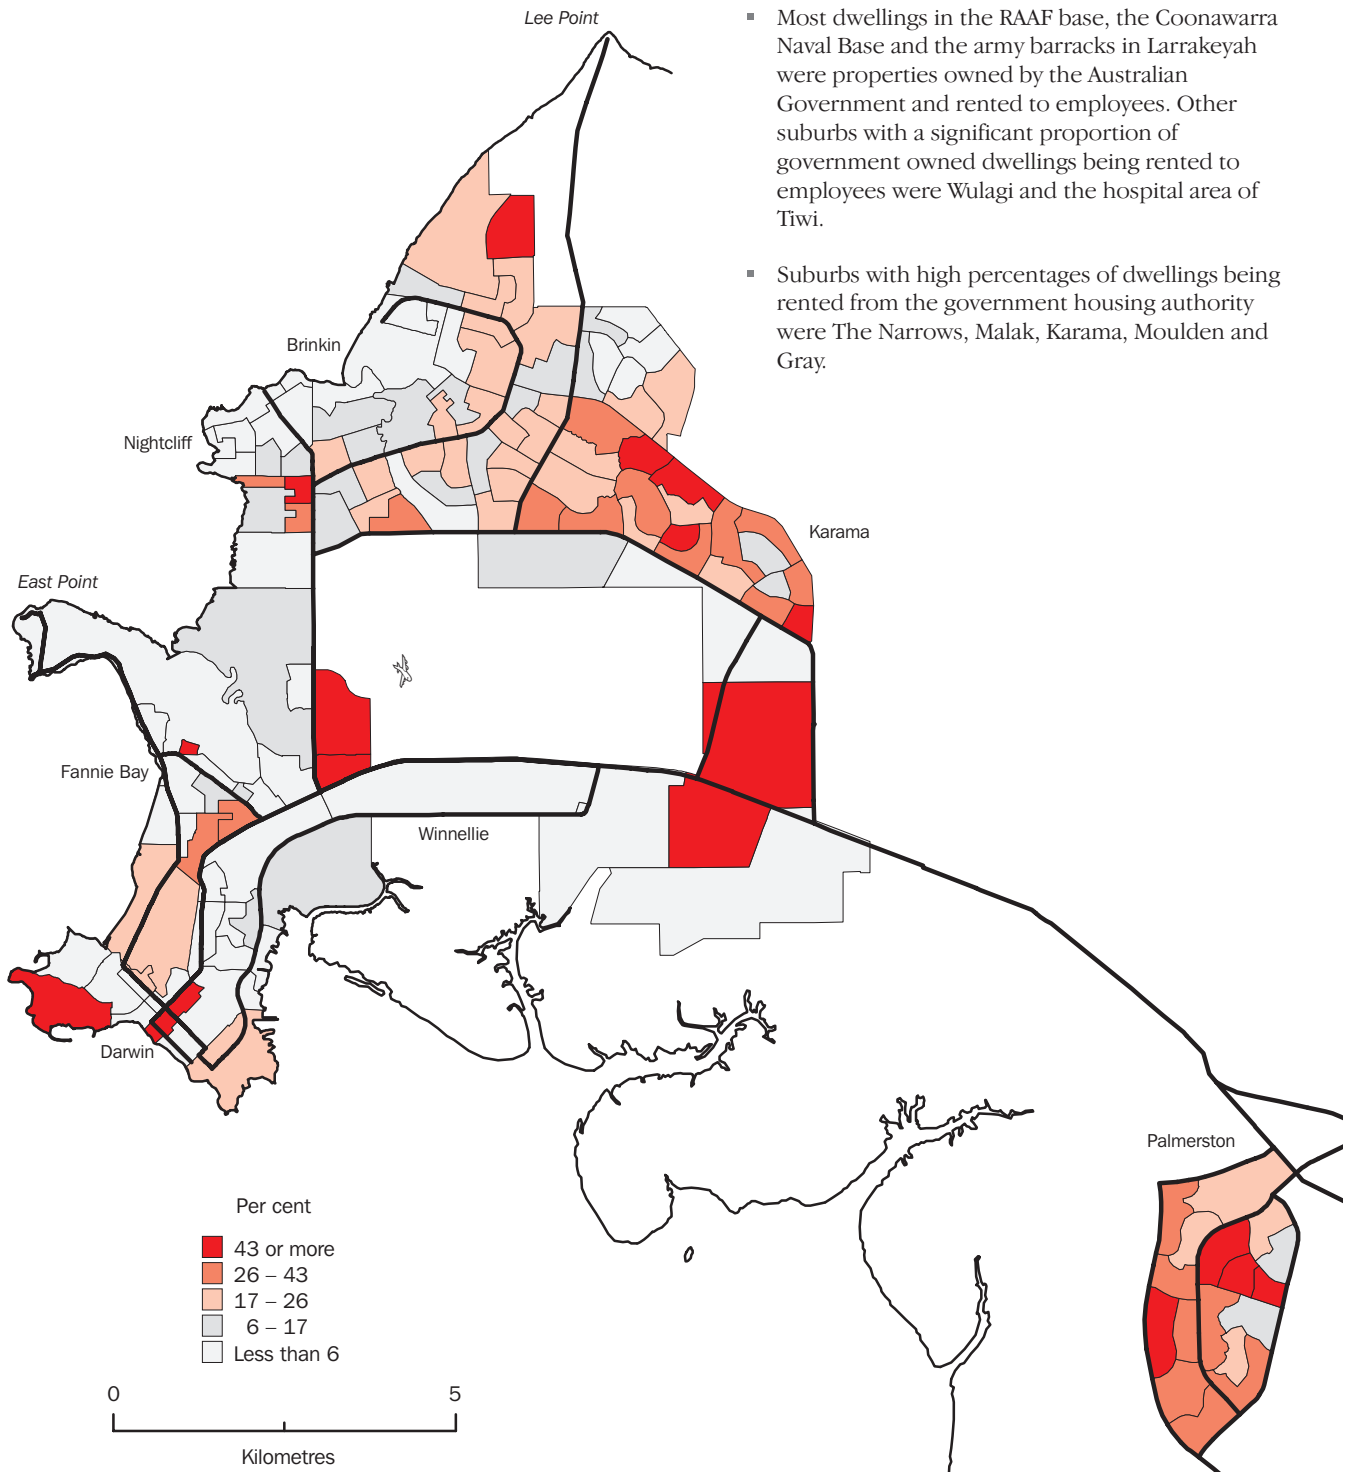 Lee Point
▪ Most dwellings in the RAAF base, the Coonawarra
Naval Base and the army barracks in Larrakeyah
were properties owned by the Australian
Government and rented to employees. Other
suburbs with a significant proportion of
government owned dwellings being rented to
employees were Wulagi and the hospital area of
Tiwi.
▪ Suburbs with high percentages of dwellings being
rented from the government housing authority
were The Narrows, Malak, Karama, Moulden and
Gray.
Brinkin
Nightcliff
Karama
East Point
Fannie Bay
Winnellie
Darwin
Palmerston
Per cent
43 or more
26 – 43
17 – 26
6 – 17
Less than 6
0 5
Kilometres